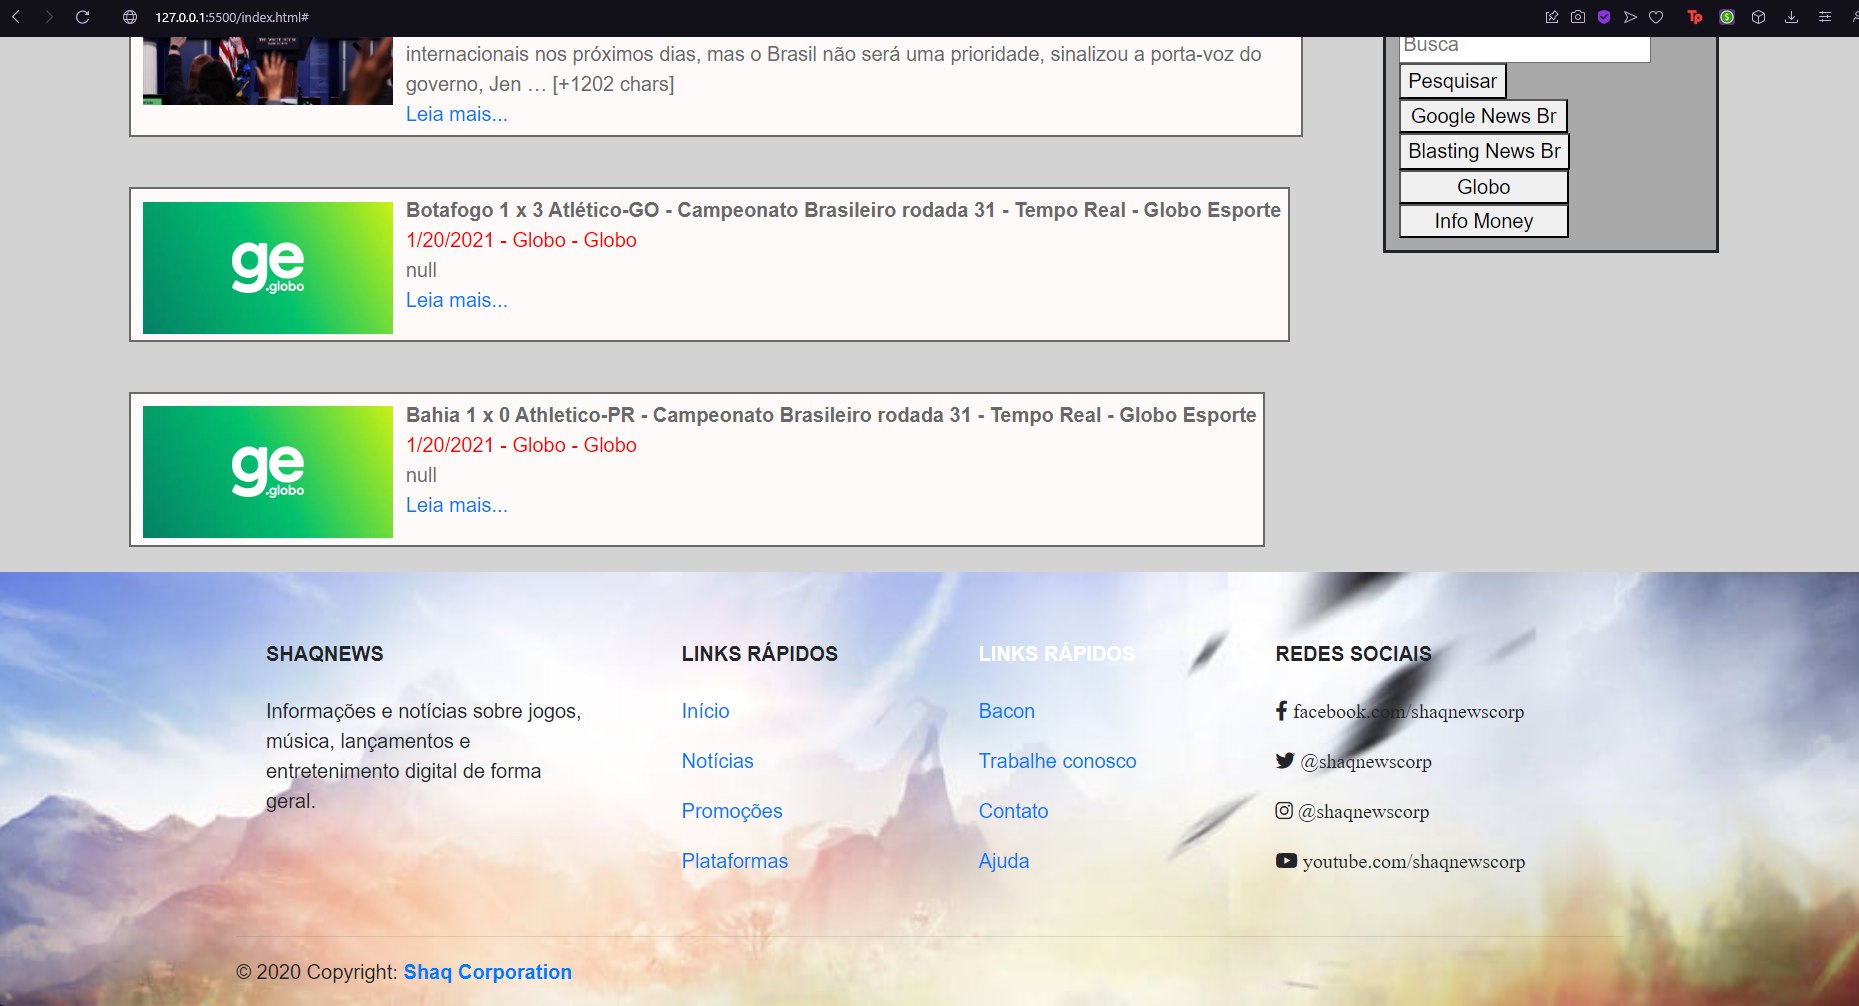 127.0.0.1:5500/index.html#
internacionais nos próximos dias, mas o Brasil não será uma prioridade, sinalizou a porta-voz do
governo, Jen … [+1202 chars]
Leia mais...
Busca
Pesquisar
Google News Br
Blasting News Br
Globo
Info Money
ge
.globo
Botafogo 1 x 3 Atlético-GO - Campeonato Brasileiro rodada 31 - Tempo Real - Globo Esporte
1/20/2021 - Globo - Globo
null
Leia mais...
ge
.globo
Bahia 1 x 0 Athletico-PR - Campeonato Brasileiro rodada 31 - Tempo Real - Globo Esporte
1/20/2021 - Globo - Globo
null
Leia mais...
SHAQNEWS
Informações e notícias sobre jogos,
música, lançamentos e
entretenimento digital de forma
geral.
LINKS RÁPIDOS
Início
Notícias
Promoções
Plataformas
LINKS RÁPIDOS
Bacon
Trabalhe conosco
Contato
Ajuda
REDES SOCIAIS
facebook.com/shaqnewscorp
@shaqnewscorp
@shaqnewscorp
youtube.com/shaqnewscorp
© 2020 Copyright: Shaq Corporation